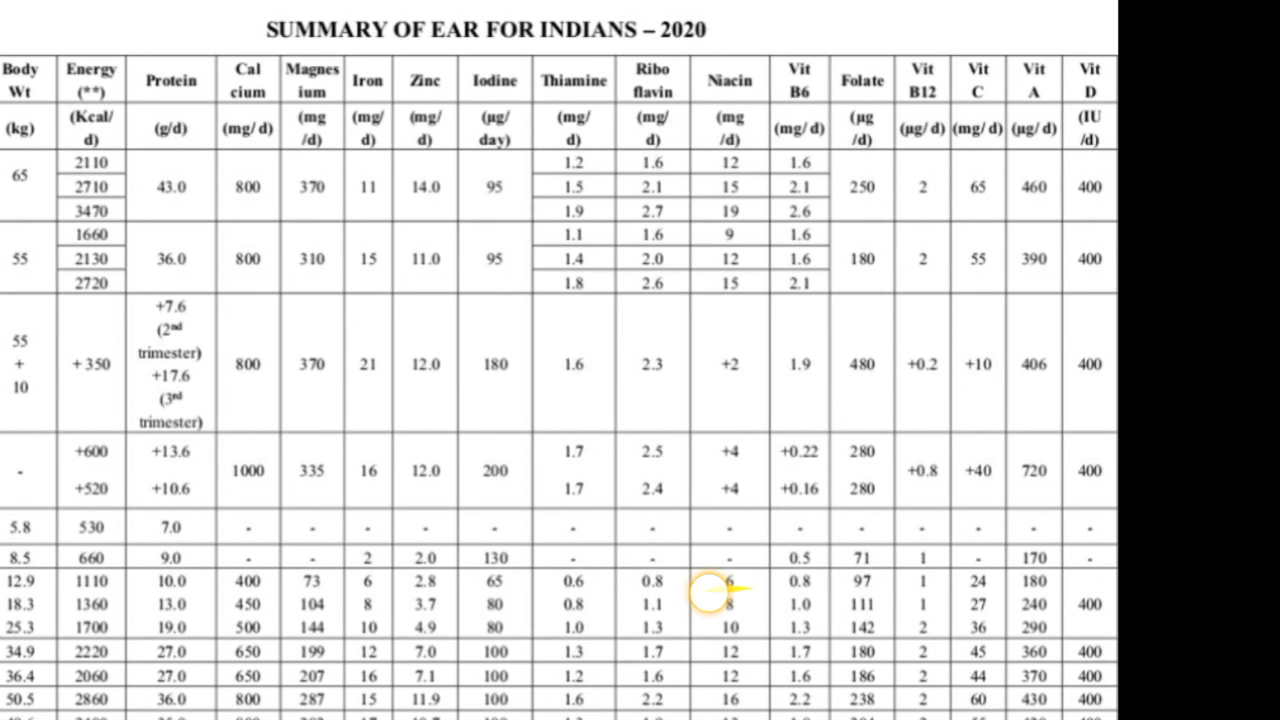 SUMMARY OF EAR FOR INDIANS – 2020
Body Wt Energy (**) Protein Cal cium Magnes ium Iron Zinc Iodine Thiamine Ribo flavin Niacin Vit B6 Folate Vit B12 Vit C Vit A Vit D
(kg) (Kcal/ d) (g/d) (mg/ d) (mg /d) (mg/ d) (mg/ d) (µg/ day) (mg/ d) (mg/ d) (mg /d) (mg/ d) (µg /d) (µg/ d) (mg/ d) (µg/ d) (IU /d)
2110 1.2 1.6 12 1.6
65 2710 43.0 800 370 11 14.0 95 1.5 2.1 15 2.1 250 2 65 460 400
3470 1.9 2.7 19 2.6
1660 1.1 1.6 9 1.6
55 2130 36.0 800 310 15 11.0 95 1.4 2.0 12 1.6 180 2 55 390 400
2720 1.8 2.6 15 2.1
55 + 10 +350 +7.6 (2nd trimester) +17.6 (3rd trimester) 800 370 21 12.0 180 1.6 2.3 +2 1.9 480 +0.2 +10 406 400
+600 +13.6 1.7 2.5 +4 +0.22 280
- 1000 335 16 12.0 200 +0.8 +40 720 400
+520 +10.6 1.7 2.4 +4 +0.16 280
5.8 530 7.0 - - - - - - - - - - - - - -
8.5 660 9.0 - - 2 2.0 130 - - - 0.5 71 1 - 170 -
12.9 1110 10.0 400 73 6 2.8 65 0.6 0.8 6 0.8 97 1 24 180
18.3 1360 13.0 450 104 8 3.7 80 0.8 1.1 8 1.0 111 1 27 240 400
25.3 1700 19.0 500 144 10 4.9 80 1.0 1.3 10 1.3 142 2 36 290
34.9 2220 27.0 650 199 12 7.0 100 1.3 1.7 12 1.7 180 2 45 360 400
36.4 2060 27.0 650 207 16 7.1 100 1.2 1.6 12 1.6 186 2 44 370 400
50.5 2860 36.0 800 287 15 11.9 100 1.6 2.2 16 2.2 238 2 60 430 400